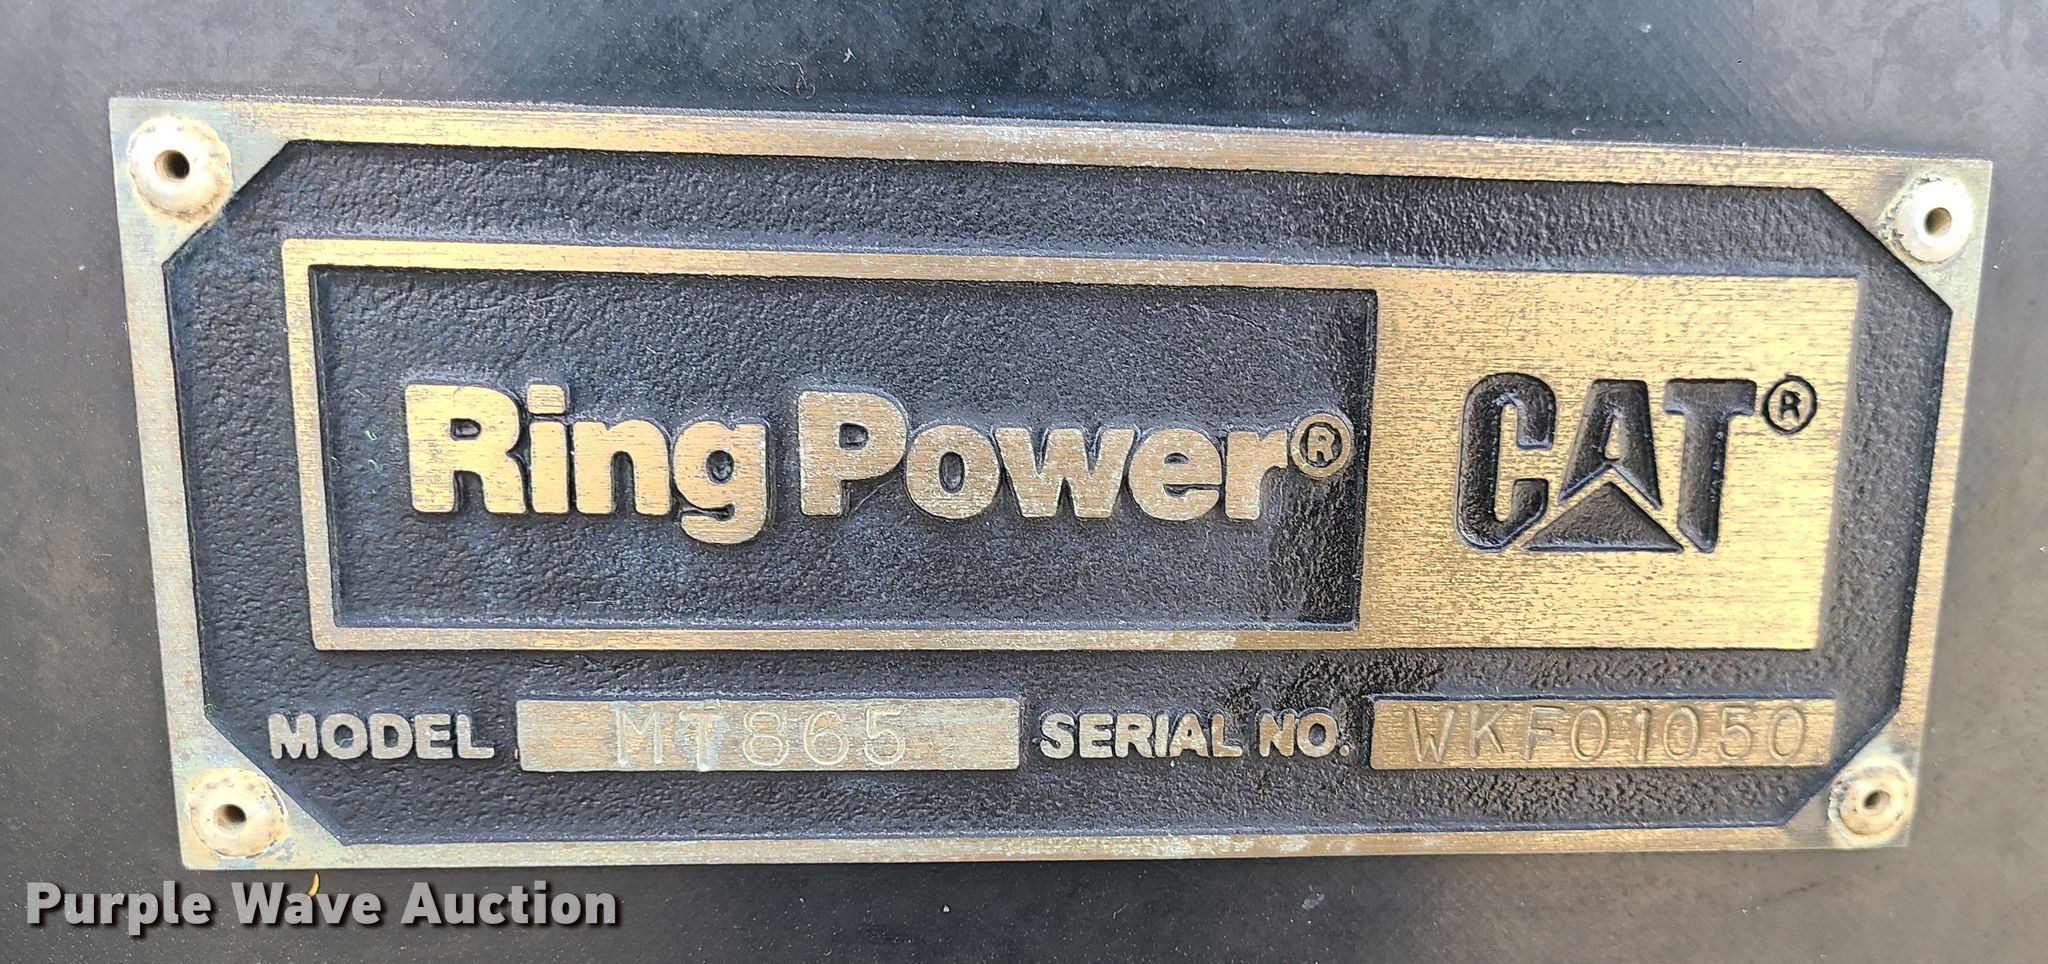 Ring Power® CAT®
MODEL MT865 SERIAL NO. WKF01050
Purple Wave Auction